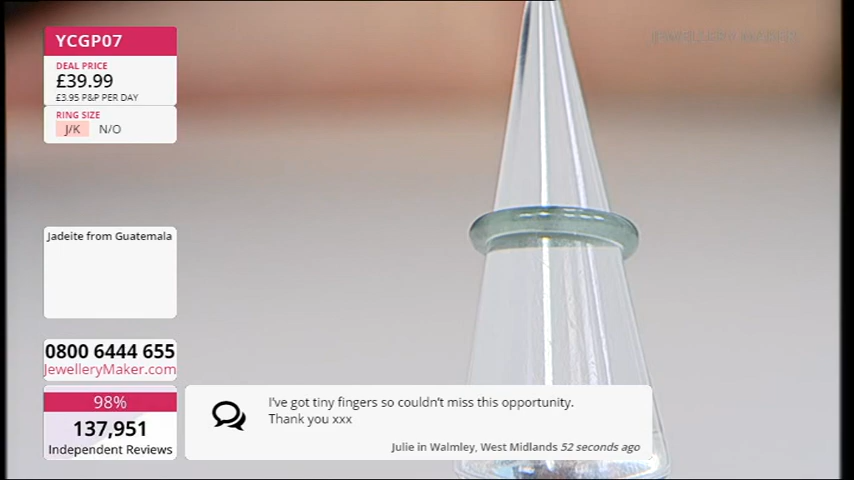 YCGP07
DEAL PRICE
£39.99
£3.95 P&P PER DAY
RING SIZE
J/K N/O
Jadeite from Guatemala
0800 6444 655
JewelleryMaker.com
98%
137,951
Independent Reviews
I've got tiny fingers so couldn't miss this opportunity.
Thank you xxx
Julie in Walmley, West Midlands 52 seconds ago
JEWELLERY MAKER